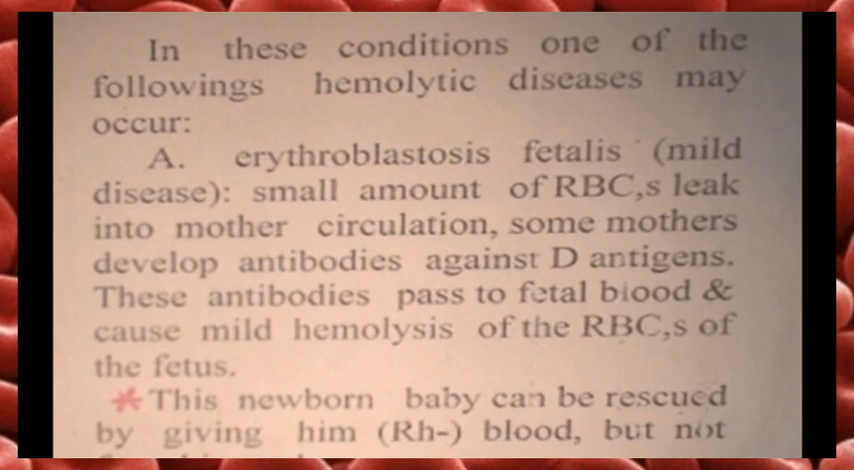 In these conditions one of the
followings hemolytic diseases may
occur:
A. erythroblastosis fetalis (mild
disease): small amount of RBC,s leak
into mother circulation, some mothers
develop antibodies against D antigens.
These antibodies pass to fetal blood &
cause mild hemolysis of the RBC,s of
the fetus.
*This newborn baby can be rescued
by giving him (Rh-) blood, but not